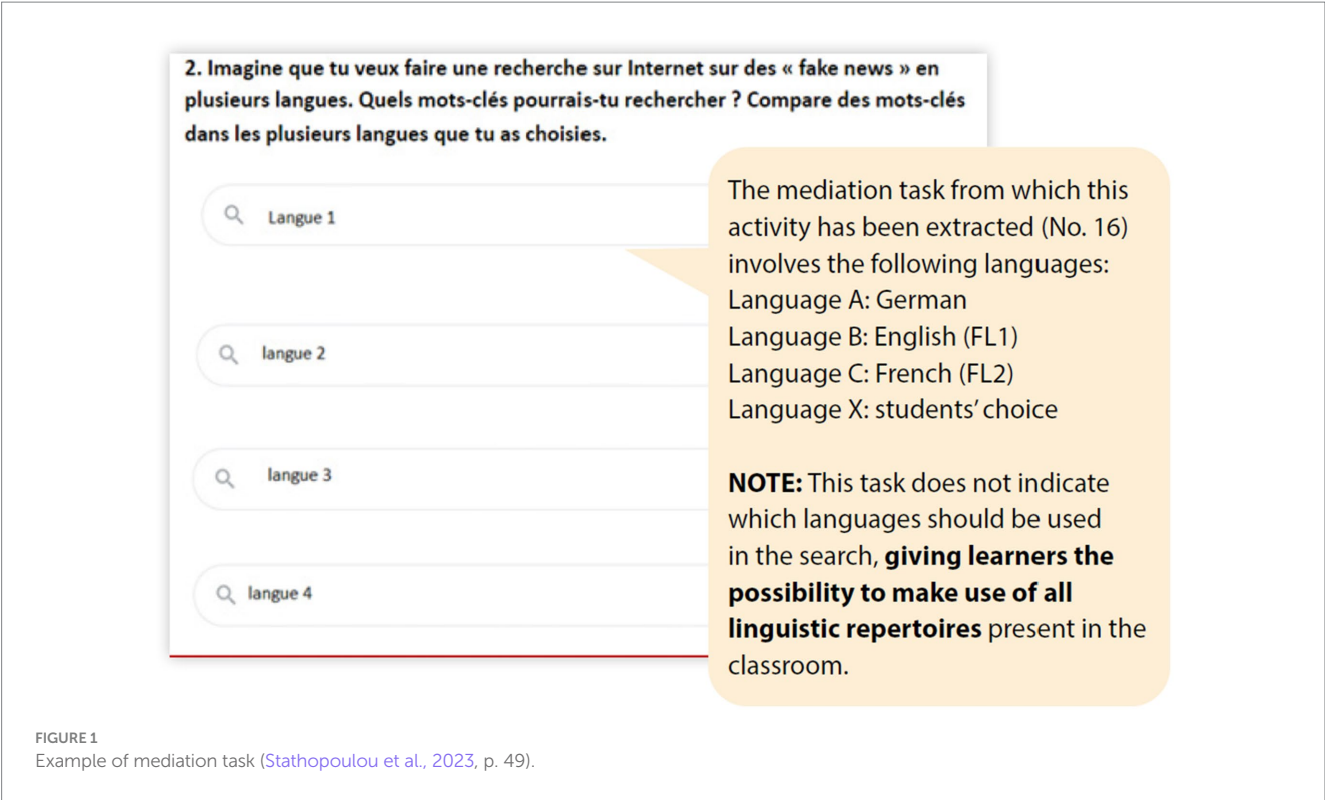 2. Imagine que tu veux faire une recherche sur Internet sur des « fake news » en
plusieurs langues. Quels mots-clés pourrais-tu rechercher ? Compare des mots-clés
dans les plusieurs langues que tu as choisies.
Langue 1
langue 2
langue 3
langue 4
The mediation task from which this
activity has been extracted (No. 16)
involves the following languages:
Language A: German
Language B: English (FL1)
Language C: French (FL2)
Language X: students’ choice
NOTE: This task does not indicate
which languages should be used
in the search, giving learners the
possibility to make use of all
linguistic repertoires present in the
classroom.
FIGURE 1
Example of mediation task (Stathopoulou et al., 2023, p. 49).